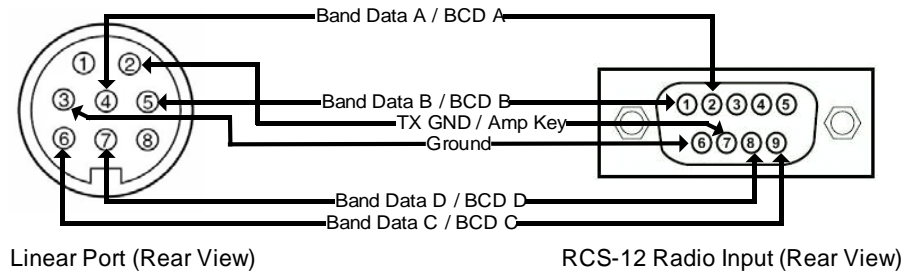 Band Data A / BCD A
① ②
③ ④ ⑤
⑥ ⑦ ⑧
Band Data B / BCD B
TX GND / Amp Key
Ground
Band Data D / BCD D
Band Data C / BCD C
① ② ③ ④ ⑤
⑥ ⑦ ⑧ ⑨
Linear Port (Rear View)
RCS-12 Radio Input (Rear View)